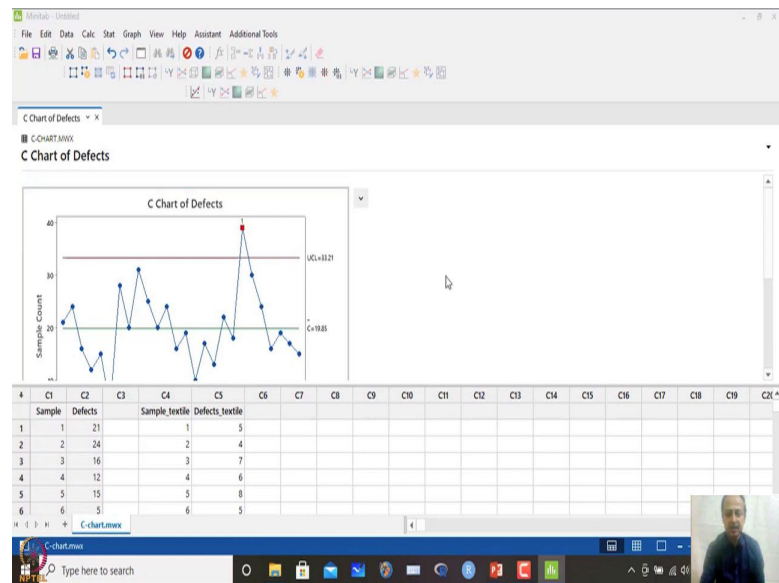 Minitab - Untitled
File Edit Data Calc Stat Graph View Help Assistant Additional Tools
C Chart of Defects
C-CHART.MWX
C Chart of Defects
C Chart of Defects
40
1
UCL=33.21
30
Sample Count
20
C=19.85
C1 C2 C3 C4 C5 C6 C7 C8 C9 C10 C11 C12 C13 C14 C15 C16 C17 C18 C19 C20
Sample Defects Sample_textile Defects_textile
1 1 21 1 5
2 2 24 2 4
3 3 16 3 7
4 4 12 4 6
5 5 15 5 8
6 6 5 6 5
C-chart.mwx
C-chart.mwx
Type here to search
NPTEL